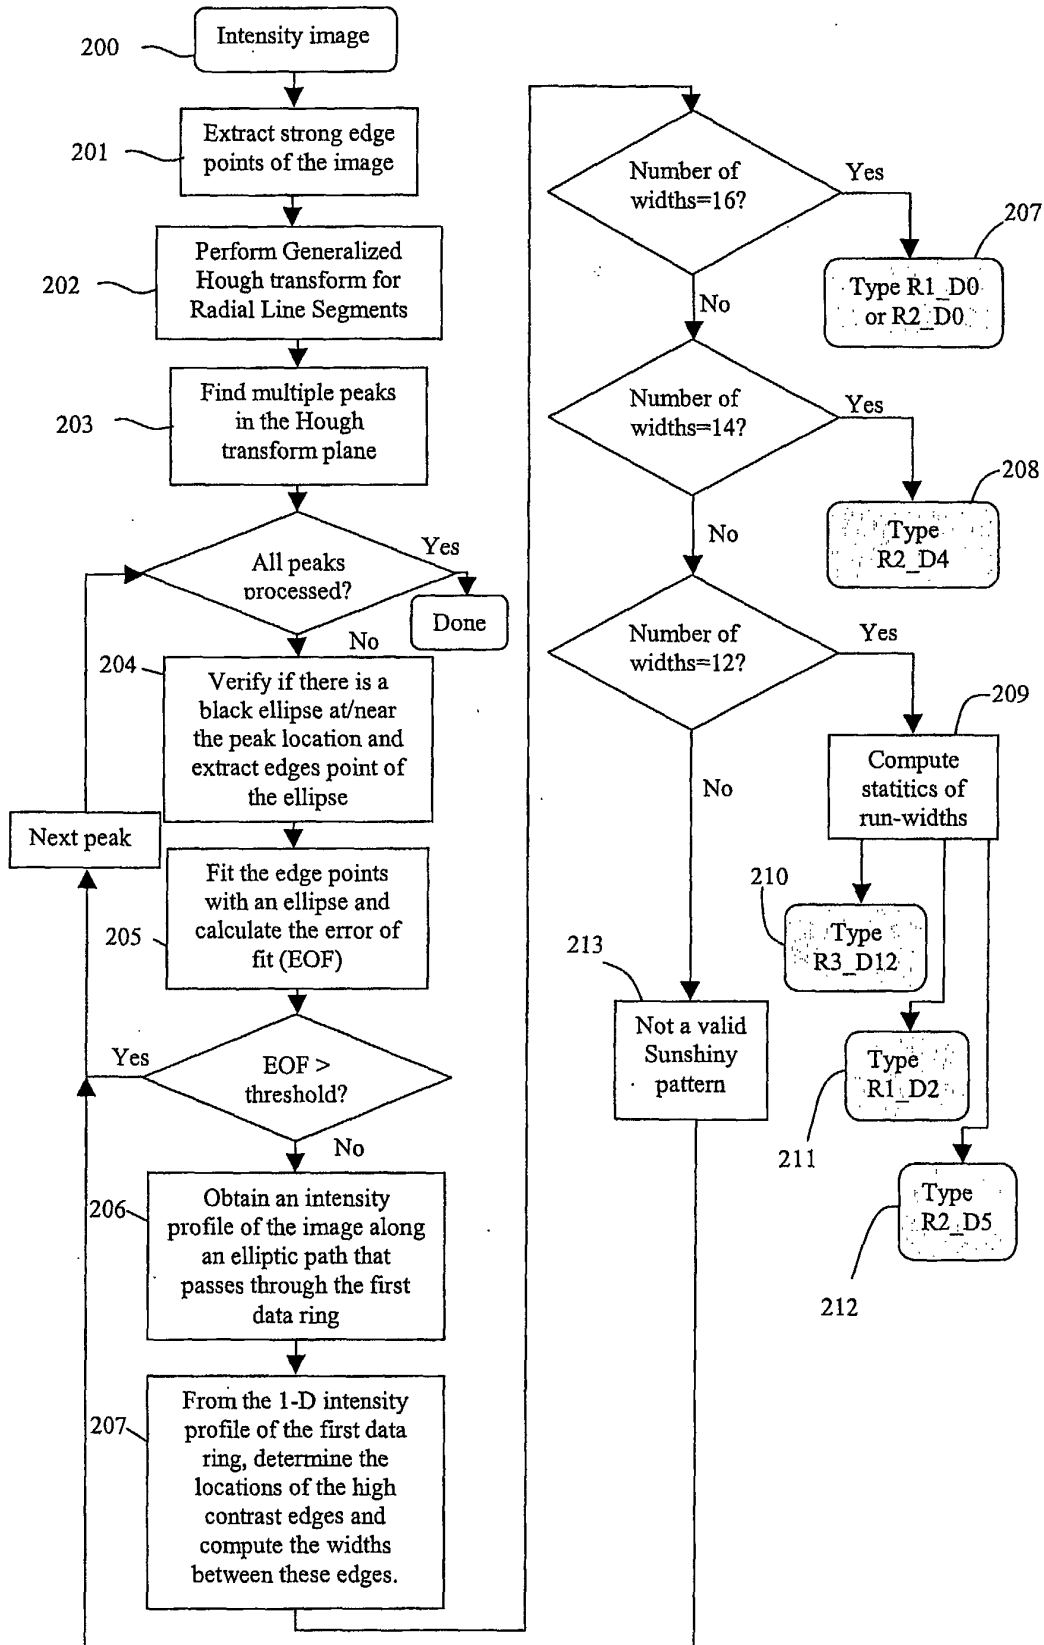 200
Intensity image
201
Extract strong edge
points of the image
202
Perform Generalized
Hough transform for
Radial Line Segments
203
Find multiple peaks
in the Hough
transform plane
All peaks
processed?
Yes
Done
No
204
Verify if there is a
black ellipse at/near
the peak location and
extract edges point of
the ellipse
Next peak
205
Fit the edge points
with an ellipse and
calculate the error of
fit (EOF)
Yes
EOF >
threshold?
No
206
Obtain an intensity
profile of the image along
an elliptic path that
passes through the first
data ring
207
From the 1-D intensity
profile of the first data
ring, determine the
locations of the high
contrast edges and
compute the widths
between these edges.
Number of
widths=16?
Yes
207
Type R1_D0
or R2_D0
No
Number of
widths=14?
Yes
208
Type
R2_D4
No
Number of
widths=12?
Yes
209
Compute
statitics of
run-widths
No
210
Type
R3_D12
213
Not a valid
Sunshiny
pattern
Type
R1_D2
211
Type
R2_D5
212